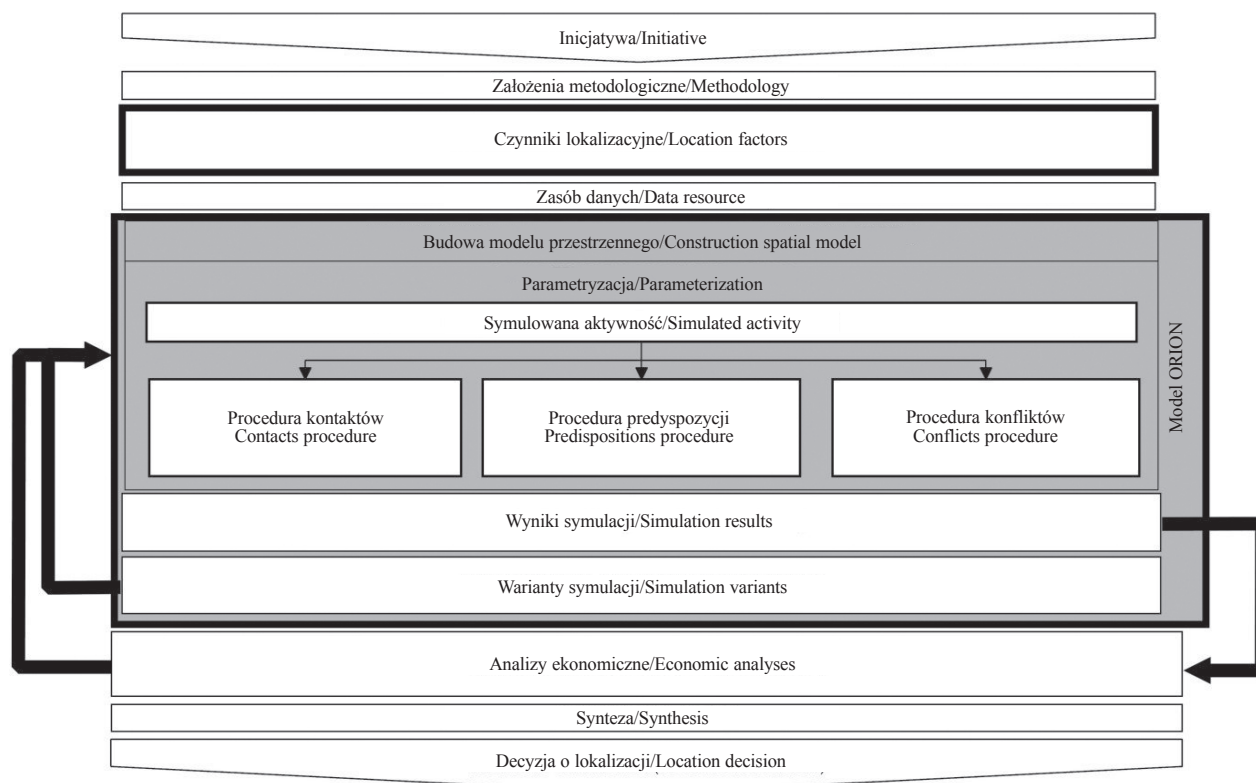 Inicjatywa/Initiative
Założenia metodologiczne/Methodology
Czynniki lokalizacyjne/Location factors
Zasób danych/Data resource
Budowa modelu przestrzennego/Construction spatial model
Parametryzacja/Parameterization
Symulowana aktywność/Simulated activity
Procedura kontaktów
Contacts procedure
Procedura predyspozycji
Predispositions procedure
Procedura konfliktów
Conflicts procedure
Model ORION
Wyniki symulacji/Simulation results
Warianty symulacji/Simulation variants
Analizy ekonomiczne/Economic analyses
Synteza/Synthesis
Decyzja o lokalizacji/Location decision